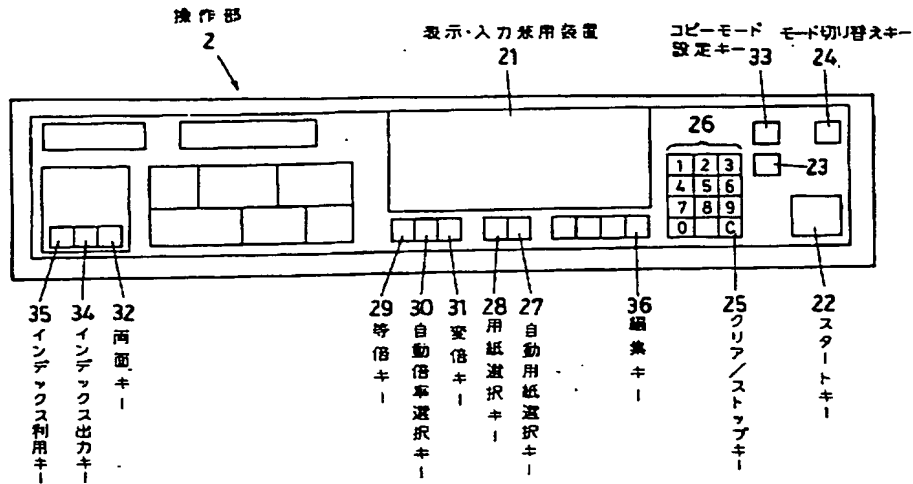 操作部
2
表示・入力兼用装置
21
コピーモード
設定キー
33
モード切り替えキー
24
26
1 2 3
4 5 6
7 8 9
0 C
23
35
インデックス利用キー
34
インデックス出力キー
32
両面キー
29
等倍キー
30
自動倍率選択キー
31
変倍キー
28
用紙選択キー
27
自動用紙選択キー
36
編集キー
25
クリア/ストップキー
22
スタートキー